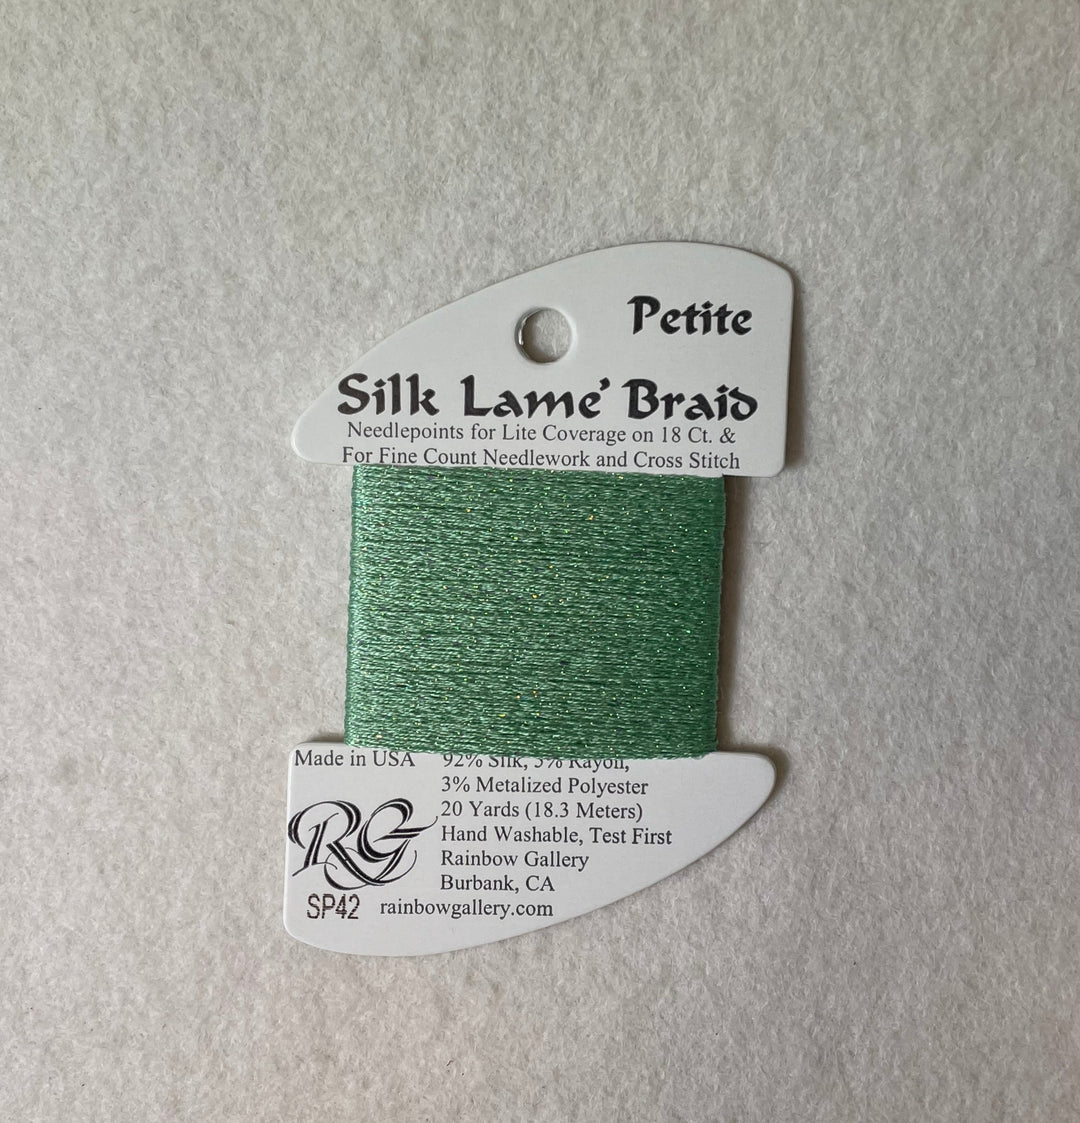 Petite
Silk Lame' Braid
Needlepoints for Lite Coverage on 18 Ct. &
For Fine Count Needlework and Cross Stitch
Made in USA 92% Silk, 5% Rayon,
3% Metalized Polyester
20 Yards (18.3 Meters)
RG Hand Washable, Test First
Rainbow Gallery
Burbank, CA
SP42 rainbowgallery.com